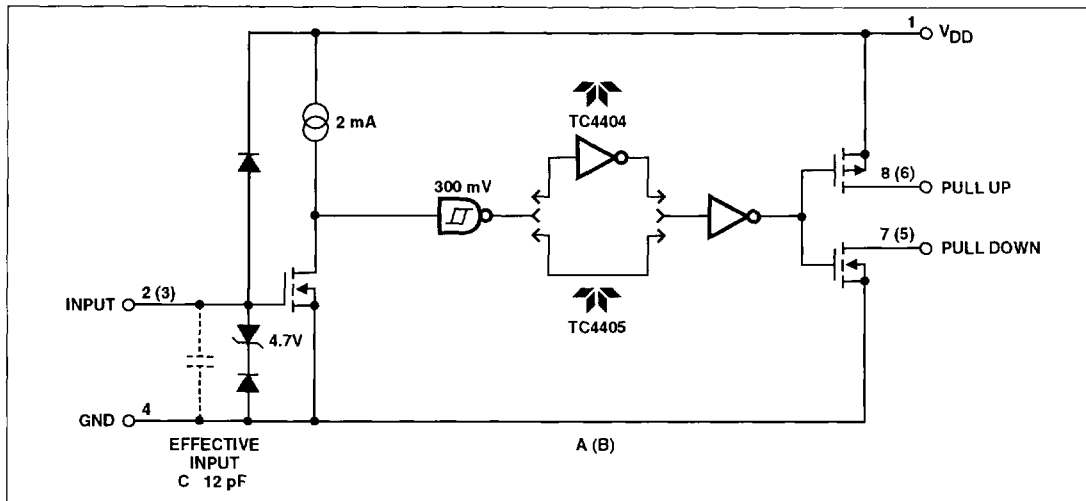 1
VDD
2 mA
TC4404
300 mV
8 (6)
PULL UP
7 (5)
PULL DOWN
2 (3)
INPUT
4.7V
TC4405
4
GND
EFFECTIVE
INPUT
C 12 pF
A (B)